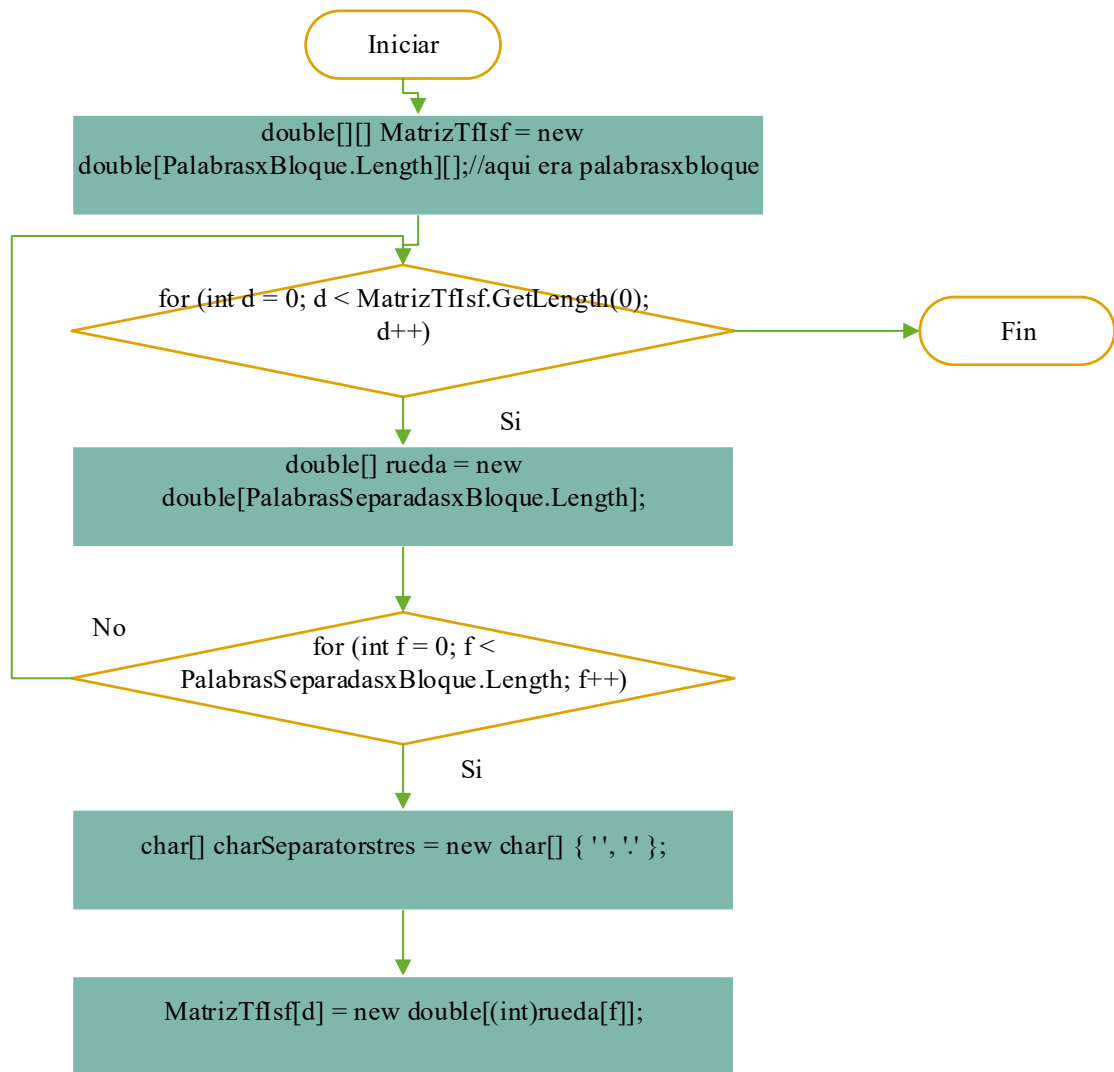 Iniciar
double[][] MatrizTfIsf = new
double[PalabrasxBloque.Length][];//aqui era palabrasxbloque
for (int d = 0; d < MatrizTfIsf.GetLength(0);
d++)
Fin
Si
double[] rueda = new
double[PalabrasSeparadasxBloque.Length];
No
for (int f = 0; f <
PalabrasSeparadasxBloque.Length; f++)
Si
char[] charSeparatorstres = new char[] { ' ', '.' };
MatrizTfIsf[d] = new double[(int)rueda[f]];